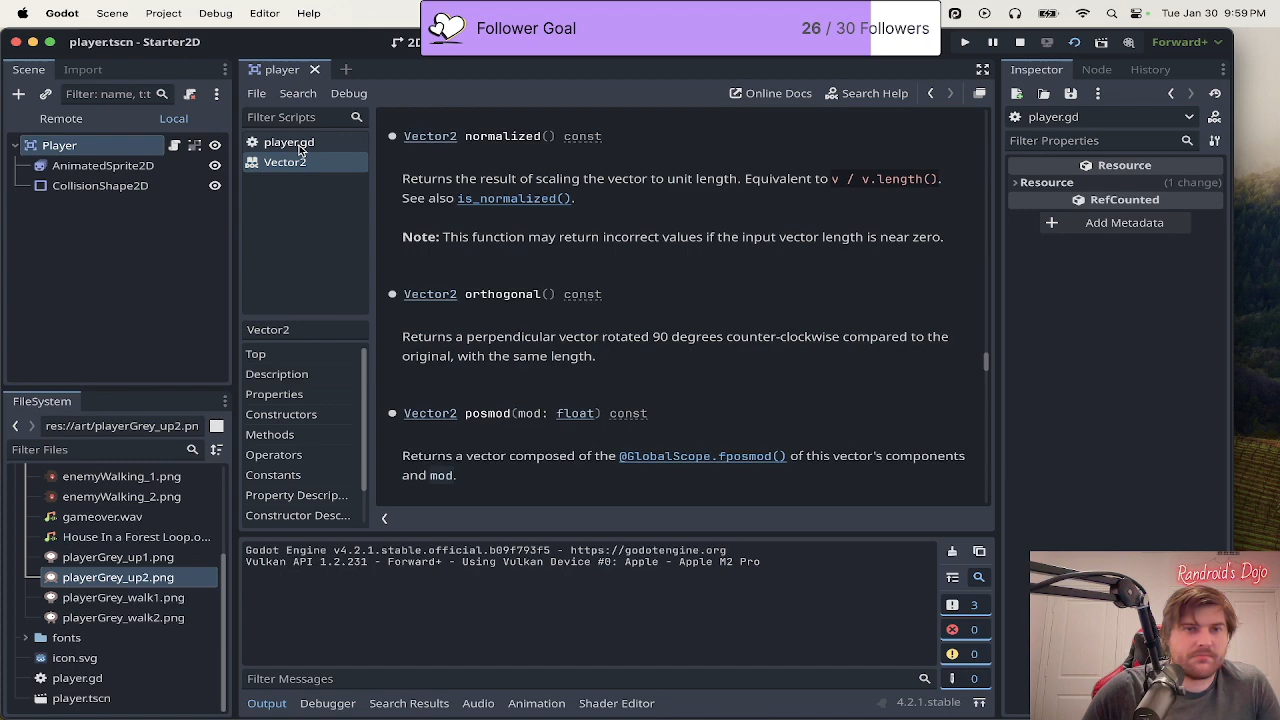 Godot Player Scene Project Debug Editor
Follower Goal
26 / 30 Followers
Tue Jan 30 9:59 PM
player.tscn - Starter2D
2D
Forward+
Scene
Import
player
Inspector
Node
History
Filter: name, t:t
File
Search
Debug
Online Docs
Search Help
Remote
Local
Filter Scripts
player.gd
Filter Properties
Player
AnimatedSprite2D
CollisionShape2D
player.gd
Vector2
Vector2 normalized() const
Returns the result of scaling the vector to unit length. Equivalent to v / v.length().
See also is_normalized().
Note: This function may return incorrect values if the input vector length is near zero.
Vector2 orthogonal() const
Returns a perpendicular vector rotated 90 degrees counter-clockwise compared to the
original, with the same length.
Vector2 posmod(mod: float) const
Returns a vector composed of the @GlobalScope.fposmod() of this vector's components
and mod.
Resource
Resource
(1 change)
RefCounted
Add Metadata
Vector2
Top
Description
Properties
Constructors
Methods
Operators
Constants
Property Descrip...
Constructor Desc...
FileSystem
res://art/playerGrey_up2.pn
Filter Files
enemyWalking_1.png
enemyWalking_2.png
gameover.wav
House In a Forest Loop.o...
playerGrey_up1.png
playerGrey_up2.png
playerGrey_walk1.png
playerGrey_walk2.png
fonts
icon.svg
player.gd
player.tscn
Godot Engine v4.2.1.stable.official.b09f793f5 - https://godotengine.org
Vulkan API 1.2.231 - Forward+ - Using Vulkan Device #0: Apple - Apple M2 Pro
3
0
0
0
Filter Messages
Output
Debugger
Search Results
Audio
Animation
Shader Editor
4.2.1.stable
Randroid's Dojo